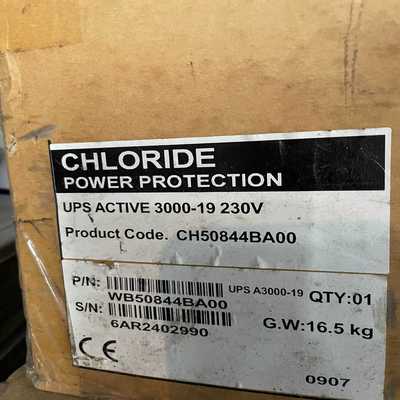 CHLORIDE
POWER PROTECTION
UPS ACTIVE 3000-19 230V
Product Code. CH50844BA00
P/N: UPS A3000-19 QTY:01
WB50844BA00
S/N: G.W:16.5 kg
6AR2402990
CE
0907